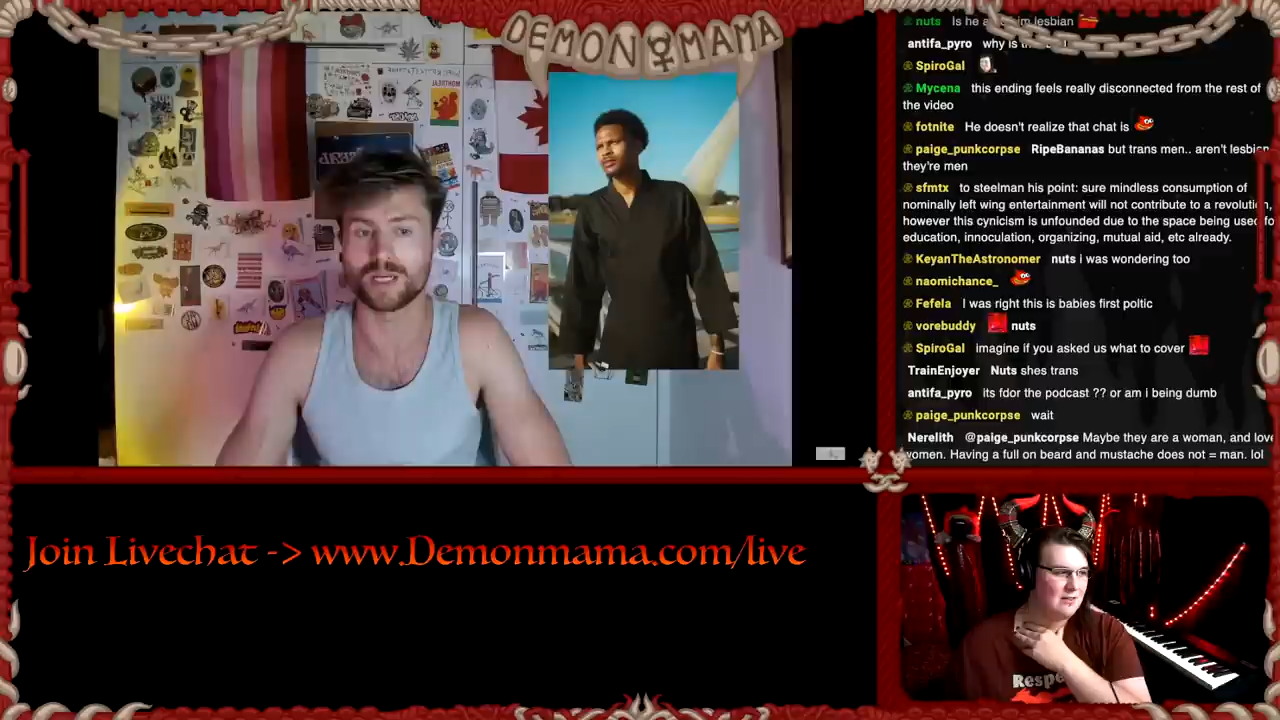 DEMON MAMA
nuts Is he a
lesbian
antifa_pyro why is
SpiroGal
Mycena this ending feels really disconnected from the rest of
the video
fotnite He doesn't realize that chat is
paige_punkcorpse RipeBananas but trans men.. aren't lesbian
they're men
sfmtx to steelman his point: sure mindless consumption of
nominally left wing entertainment will not contribute to a revolution,
however this cynicism is unfounded due to the space being used fo
education, innoculation, organizing, mutual aid, etc already.
KeyanTheAstronomer nuts i was wondering too
naomichance_
Fefela I was right this is babies first poltic
vorebuddy nuts
SpiroGal imagine if you asked us what to cover
TrainEnjoyer Nuts shes trans
antifa_pyro its fdor the podcast ?? or am i being dumb
paige_punkcorpse wait
Nerelith @paige_punkcorpse Maybe they are a woman, and love
women. Having a full on beard and mustache does not = man. lol
Join Livechat -> www.Demonmama.com/live
Respe